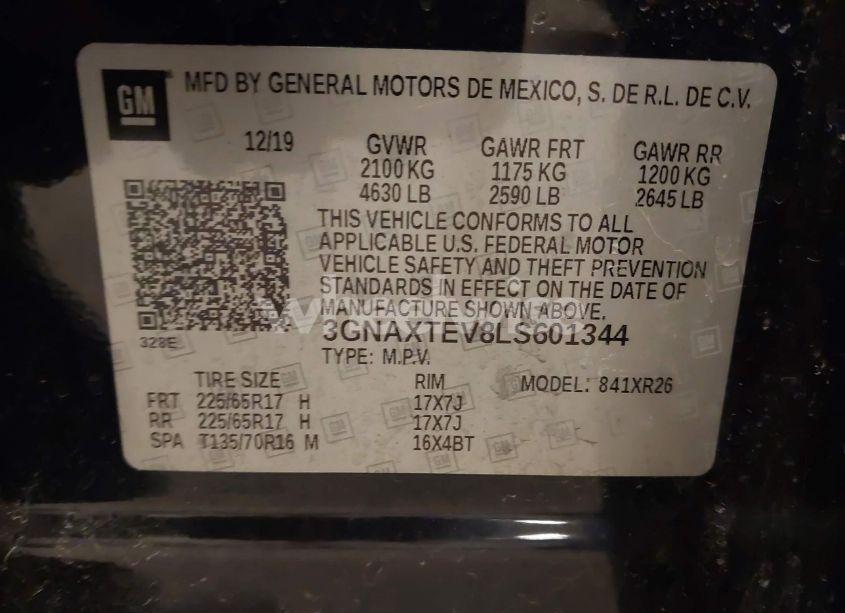 GM MFD BY GENERAL MOTORS DE MEXICO, S. DE R.L. DE C.V.
12/19 GVWR GAWR FRT GAWR RR
2100 KG 1175 KG 1200 KG
4630 LB 2590 LB 2645 LB
THIS VEHICLE CONFORMS TO ALL
APPLICABLE U.S. FEDERAL MOTOR
VEHICLE SAFETY AND THEFT PREVENTION
STANDARDS IN EFFECT ON THE DATE OF
MANUFACTURE SHOWN ABOVE.
328E 3GNAXTEV8LS601344
TYPE: M.P.V.
TIRE SIZE RIM MODEL: 841XR26
FRT 225/65R17 H 17X7J
RR 225/65R17 H 17X7J
SPA T135/70R16 M 16X4BT